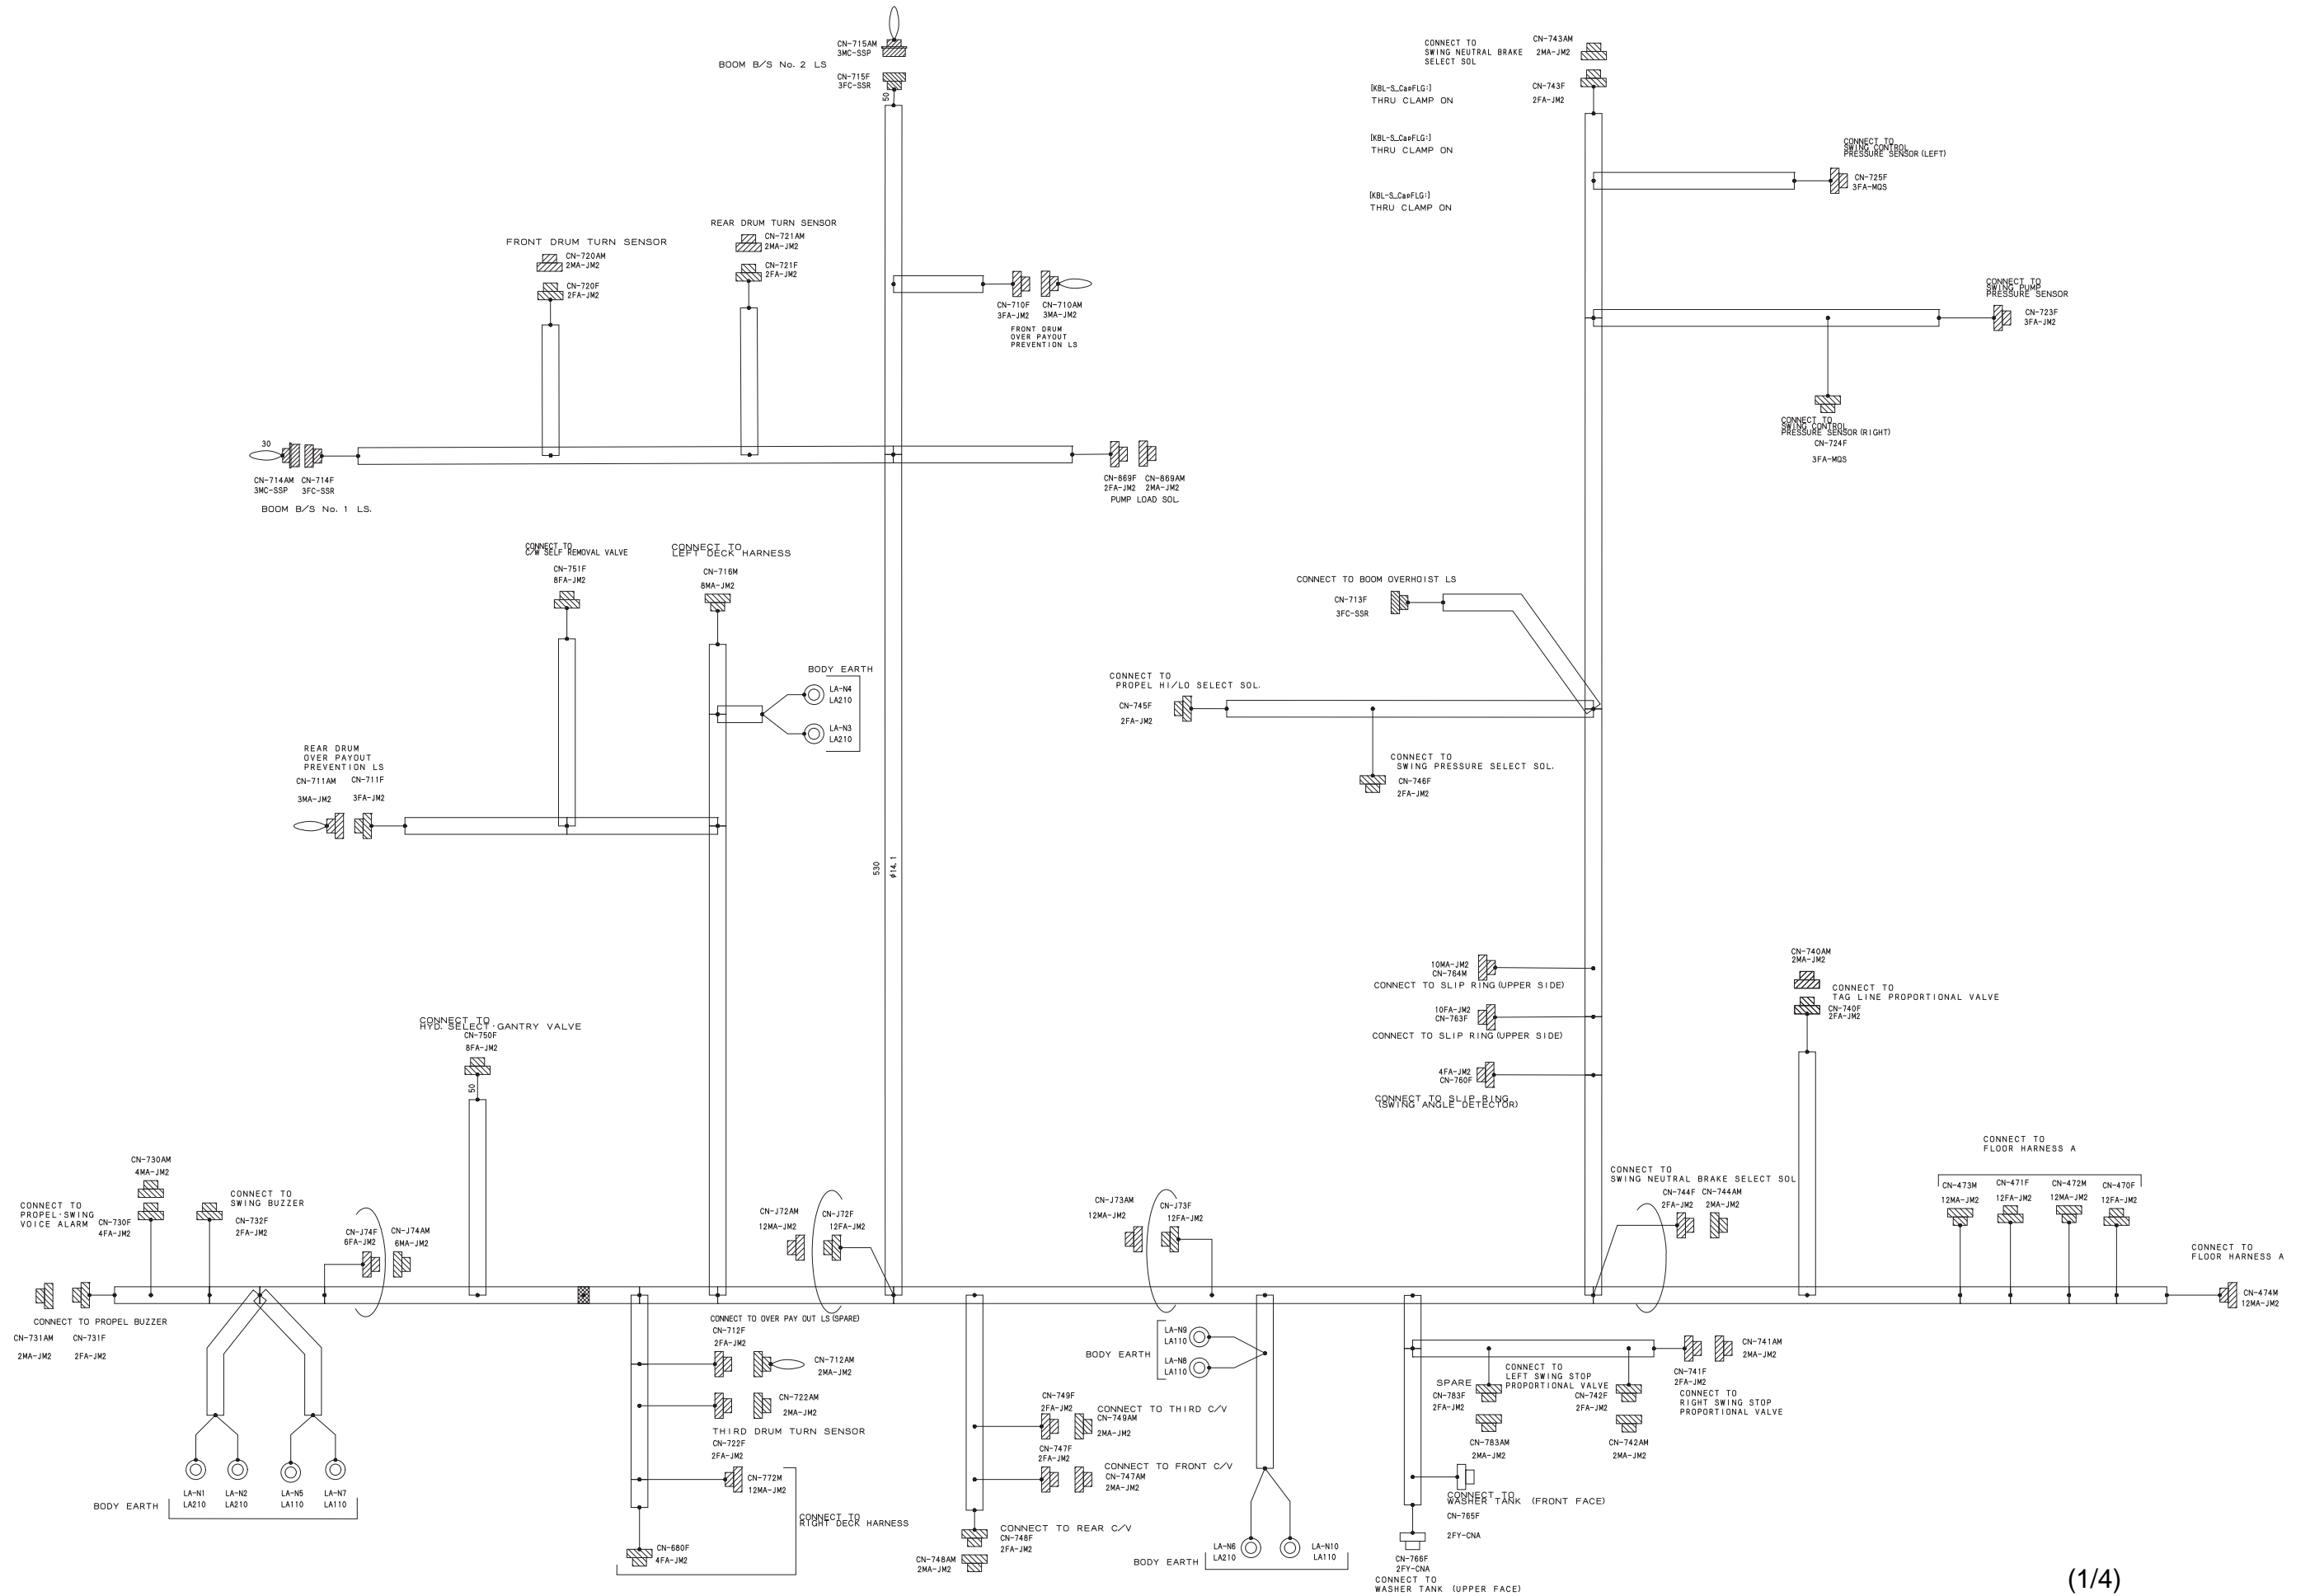 CN-715AM
3MC-SSP
BOOM B/S No. 2 LS
CN-715F
3FC-SSR
50
CONNECT TO
SWING NEUTRAL BRAKE
SELECT SOL
CN-743AM
2MA-JM2
CN-743F
2FA-JM2
[KBL-S_CapFLG:]
THRU CLAMP ON
[KBL-S_CapFLG:]
THRU CLAMP ON
[KBL-S_CapFLG:]
THRU CLAMP ON
CONNECT TO
SWING CONTROL
PRESSURE SENSOR (LEFT)
CN-725F
3FA-MQS
FRONT DRUM TURN SENSOR
CN-720AM
2MA-JM2
CN-720F
2FA-JM2
REAR DRUM TURN SENSOR
CN-721AM
2MA-JM2
CN-721F
2FA-JM2
CN-710F
3FA-JM2
CN-710AM
3MA-JM2
FRONT DRUM
OVER PAYOUT
PREVENTION LS
CONNECT TO
SWING PUMP
PRESSURE SENSOR
CN-723F
3FA-JM2
CONNECT TO
SWING CONTROL
PRESSURE SENSOR (RIGHT)
CN-724F
3FA-MQS
30
CN-714AM
3MC-SSP
CN-714F
3FC-SSR
BOOM B/S No. 1 LS.
CN-869F
2FA-JM2
CN-869AM
2MA-JM2
PUMP LOAD SOL.
CONNECT TO
C/W SELF REMOVAL VALVE
CN-751F
8FA-JM2
CONNECT TO
LEFT DECK HARNESS
CN-716M
8MA-JM2
CONNECT TO BOOM OVERHOIST LS
CN-713F
3FC-SSR
BODY EARTH
LA-N4
LA210
LA-N3
LA210
CONNECT TO
PROPEL HI/LO SELECT SOL.
CN-745F
2FA-JM2
CONNECT TO
SWING PRESSURE SELECT SOL.
CN-746F
2FA-JM2
REAR DRUM
OVER PAYOUT
PREVENTION LS
CN-711AM
3MA-JM2
CN-711F
3FA-JM2
530
φ14.1
10MA-JM2
CN-764M
CONNECT TO SLIP RING (UPPER SIDE)
10FA-JM2
CN-763F
CONNECT TO SLIP RING (UPPER SIDE)
4FA-JM2
CN-760F
CONNECT TO SLIP RING
(SWING ANGLE DETECTOR)
CN-740AM
2MA-JM2
CONNECT TO
TAG LINE PROPORTIONAL VALVE
CN-740F
2FA-JM2
CONNECT TO
HYD. SELECT·GANTRY VALVE
CN-750F
8FA-JM2
50
CN-730AM
4MA-JM2
CONNECT TO
PROPEL·SWING
VOICE ALARM
CN-730F
4FA-JM2
CONNECT TO
SWING BUZZER
CN-732F
2FA-JM2
CN-J74F
6FA-JM2
CN-J74AM
6MA-JM2
CN-J72AM
12MA-JM2
CN-J72F
12FA-JM2
CN-J73AM
12MA-JM2
CN-J73F
12FA-JM2
CONNECT TO
SWING NEUTRAL BRAKE SELECT SOL
CN-744F
2FA-JM2
CN-744AM
2MA-JM2
CONNECT TO
FLOOR HARNESS A
CN-473M
12MA-JM2
CN-471F
12FA-JM2
CN-472M
12MA-JM2
CN-470F
12FA-JM2
CONNECT TO
FLOOR HARNESS A
CN-474M
12MA-JM2
CONNECT TO PROPEL BUZZER
CN-731AM
2MA-JM2
CN-731F
2FA-JM2
CONNECT TO OVER PAY OUT LS (SPARE)
CN-712F
2FA-JM2
CN-712AM
2MA-JM2
CN-722AM
2MA-JM2
THIRD DRUM TURN SENSOR
CN-722F
2FA-JM2
CN-772M
12MA-JM2
CONNECT TO
RIGHT DECK HARNESS
CN-680F
4FA-JM2
LA-N9
LA110
BODY EARTH
LA-N8
LA110
CN-749F
2FA-JM2
CONNECT TO THIRD C/V
CN-749AM
2MA-JM2
CN-747F
2FA-JM2
CONNECT TO FRONT C/V
CN-747AM
2MA-JM2
CONNECT TO REAR C/V
CN-748F
2FA-JM2
CN-748AM
2MA-JM2
LA-N6
LA210
LA-N10
LA110
BODY EARTH
CN-741AM
2MA-JM2
CN-741F
2FA-JM2
CONNECT TO
RIGHT SWING STOP
PROPORTIONAL VALVE
CONNECT TO
LEFT SWING STOP
PROPORTIONAL VALVE
SPARE
CN-783F
2FA-JM2
CN-742F
2FA-JM2
CN-783AM
2MA-JM2
CN-742AM
2MA-JM2
CONNECT TO
WASHER TANK (FRONT FACE)
CN-765F
2FY-CNA
CN-766F
2FY-CNA
CONNECT TO
WASHER TANK (UPPER FACE)
LA-N1
LA210
LA-N2
LA210
LA-N5
LA110
LA-N7
LA110
BODY EARTH
(1/4)